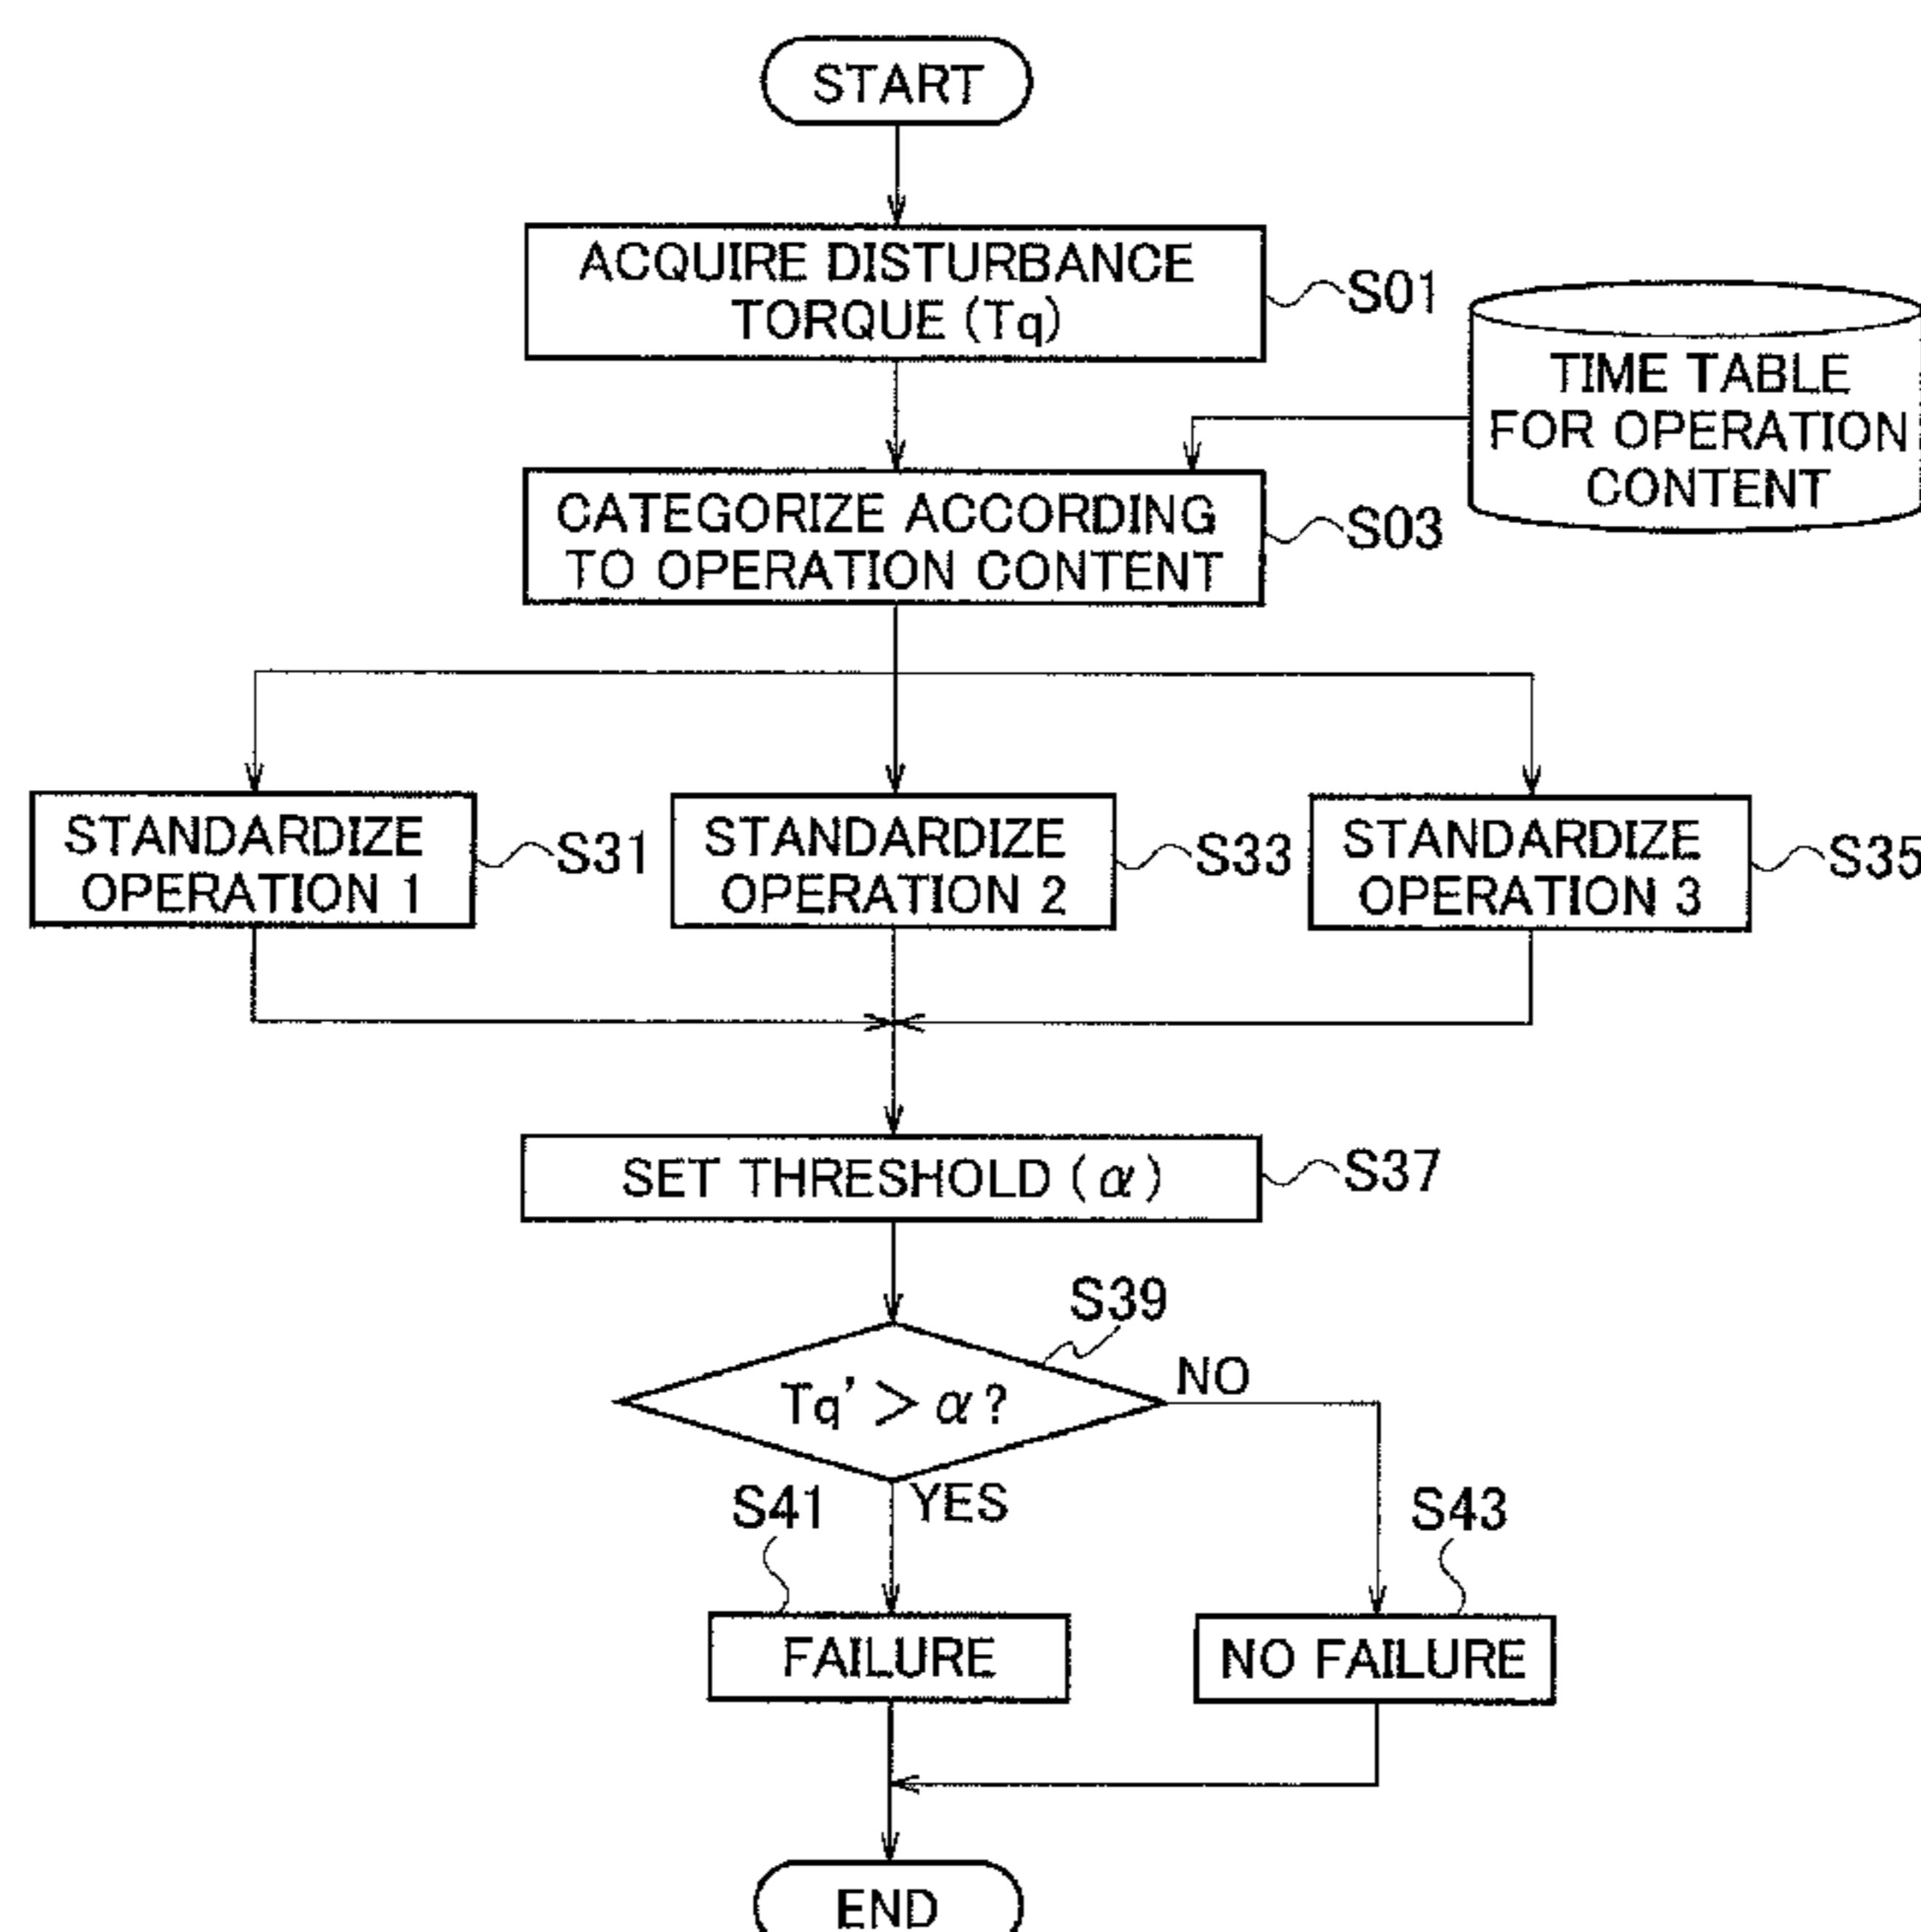 START
ACQUIRE DISTURBANCE
TORQUE (Tq)
S01
TIME TABLE
FOR OPERATION
CONTENT
CATEGORIZE ACCORDING
TO OPERATION CONTENT
S03
STANDARDIZE
OPERATION 1
S31
STANDARDIZE
OPERATION 2
S33
STANDARDIZE
OPERATION 3
S35
SET THRESHOLD (α)
S37
S39
Tq' > α?
NO
YES
S41
S43
FAILURE
NO FAILURE
END